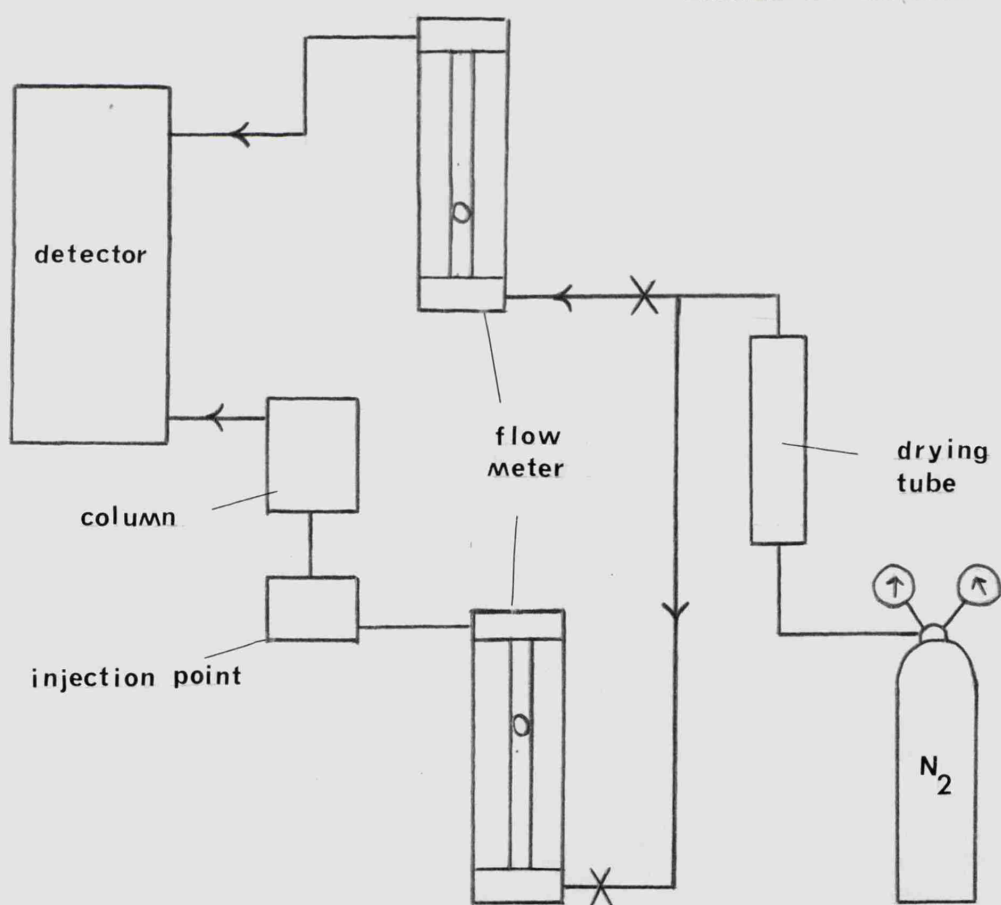 detector
flow
meter
drying
tube
column
injection point
N2